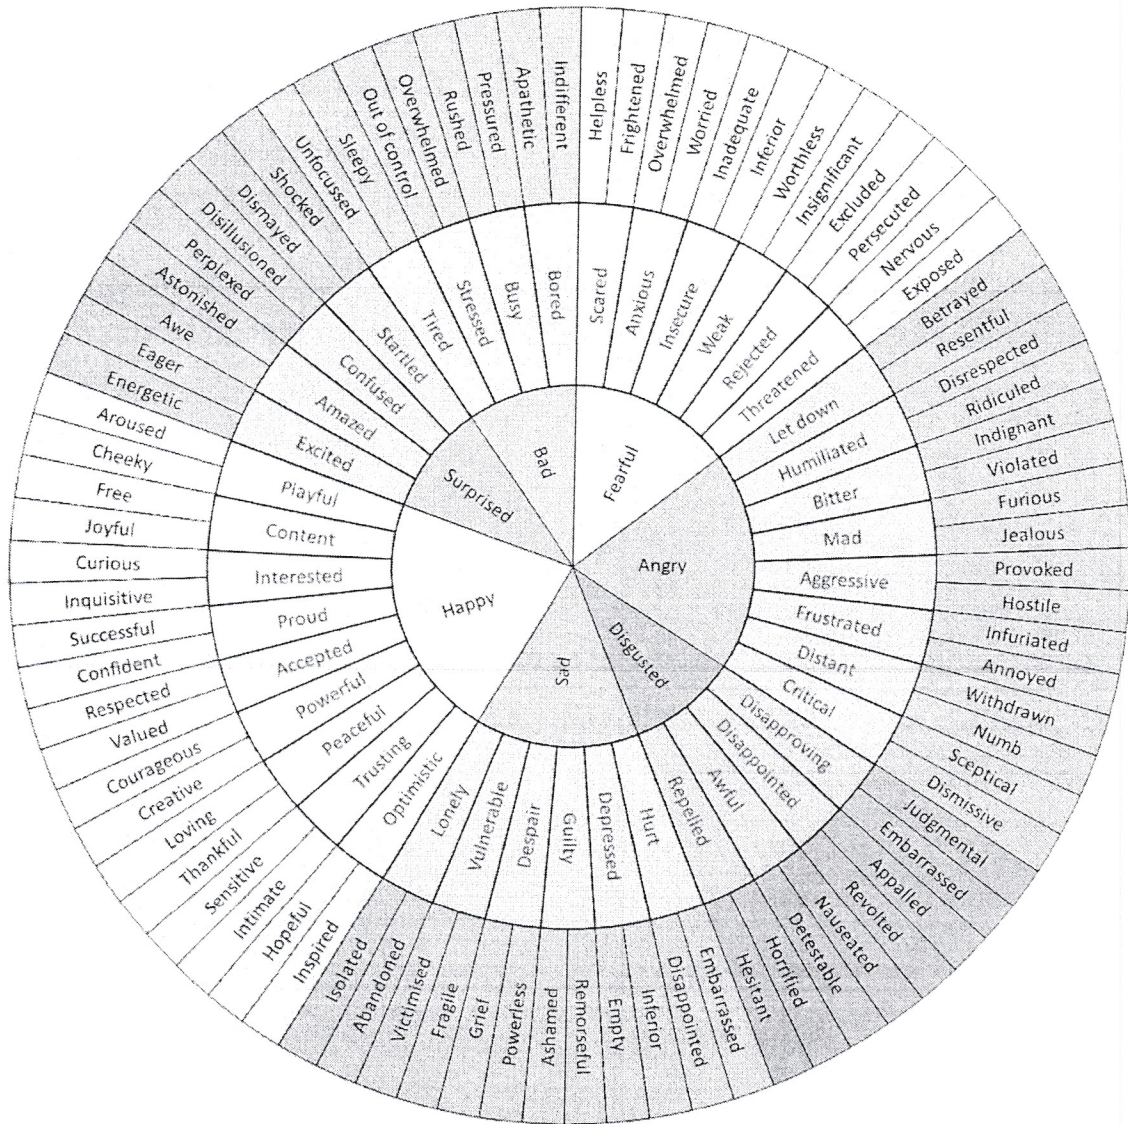 Fearful
Angry
Disgusted
Sad
Happy
Surprised
Bad
Scared
Anxious
Insecure
Weak
Rejected
Threatened
Let down
Humiliated
Bitter
Mad
Aggressive
Frustrated
Distant
Critical
Disapproving
Disappointed
Awful
Repelled
Hurt
Depressed
Guilty
Despair
Vulnerable
Lonely
Optimistic
Trusting
Peaceful
Powerful
Accepted
Proud
Interested
Content
Playful
Excited
Amazed
Confused
Startled
Tired
Stressed
Busy
Bored
Helpless
Frightened
Overwhelmed
Worried
Inadequate
Inferior
Worthless
Insignificant
Excluded
Persecuted
Nervous
Exposed
Betrayed
Resentful
Disrespected
Ridiculed
Indignant
Violated
Furious
Jealous
Provoked
Hostile
Infuriated
Annoyed
Withdrawn
Numb
Sceptical
Dismissive
Judgmental
Embarrassed
Appalled
Revolted
Nauseated
Detestable
Horrified
Hesitant
Embarrassed
Disappointed
Inferior
Empty
Remorseful
Ashamed
Powerless
Grief
Fragile
Victimised
Abandoned
Isolated
Inspired
Hopeful
Intimate
Sensitive
Thankful
Loving
Creative
Courageous
Valued
Respected
Confident
Successful
Inquisitive
Curious
Joyful
Free
Cheeky
Aroused
Energetic
Eager
Awe
Astonished
Perplexed
Disillusioned
Dismayed
Shocked
Unfocussed
Sleepy
Out of control
Overwhelmed
Rushed
Pressured
Apathetic
Indifferent